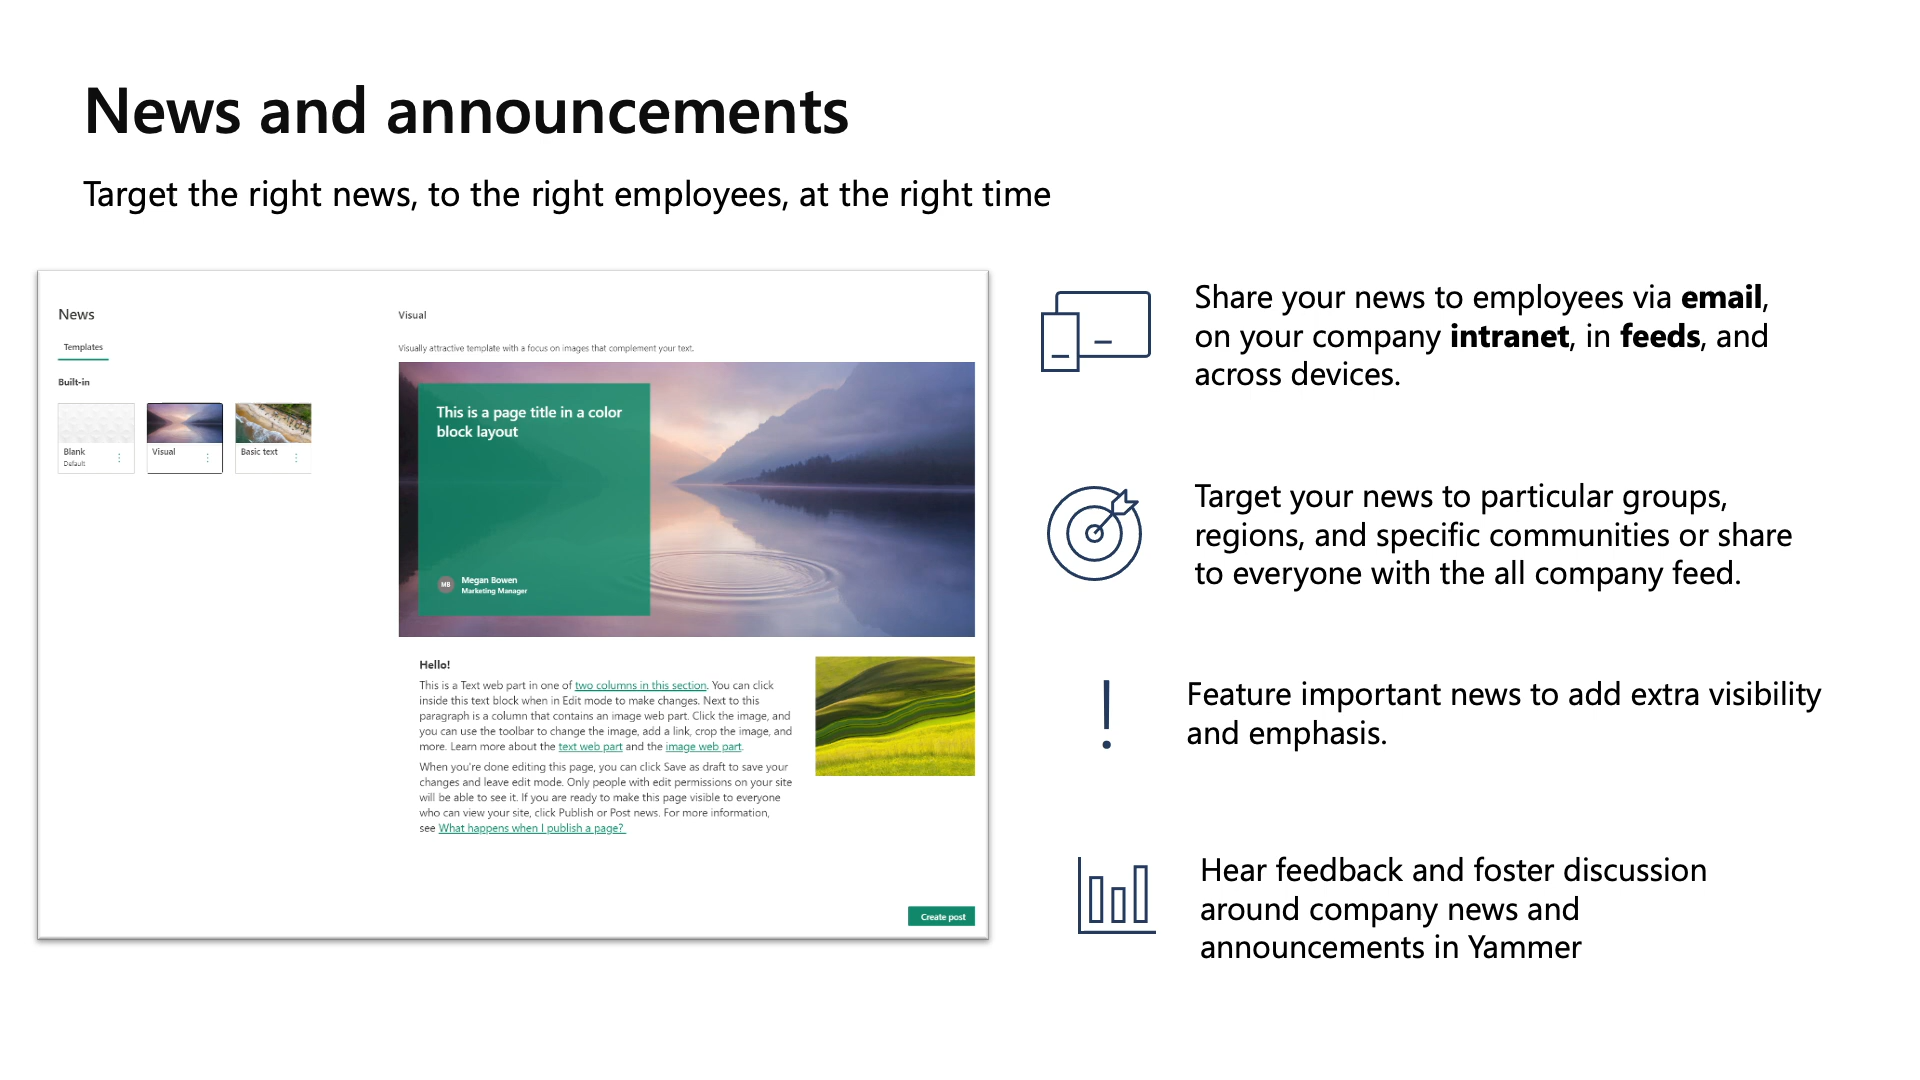 News and announcements
Target the right news, to the right employees, at the right time
News
Templates
Built-in
Blank
Default
Visual
Basic text
Visual
Visually attractive template with a focus on images that complement your text.
This is a page title in a color
block layout
MB
Megan Bowen
Marketing Manager
Hello!
This is a Text web part in one of two columns in this section. You can click
inside this text block when in Edit mode to make changes. Next to this
paragraph is a column that contains an image web part. Click the image, and
you can use the toolbar to change the image, add a link, crop the image, and
more. Learn more about the text web part and the image web part.
When you're done editing this page, you can click Save as draft to save your
changes and leave edit mode. Only people with edit permissions on your site
will be able to see it. If you are ready to make this page visible to everyone
who can view your site, click Publish or Post news. For more information,
see What happens when I publish a page?
Create post
Share your news to employees via email,
on your company intranet, in feeds, and
across devices.
Target your news to particular groups,
regions, and specific communities or share
to everyone with the all company feed.
Feature important news to add extra visibility
and emphasis.
Hear feedback and foster discussion
around company news and
announcements in Yammer